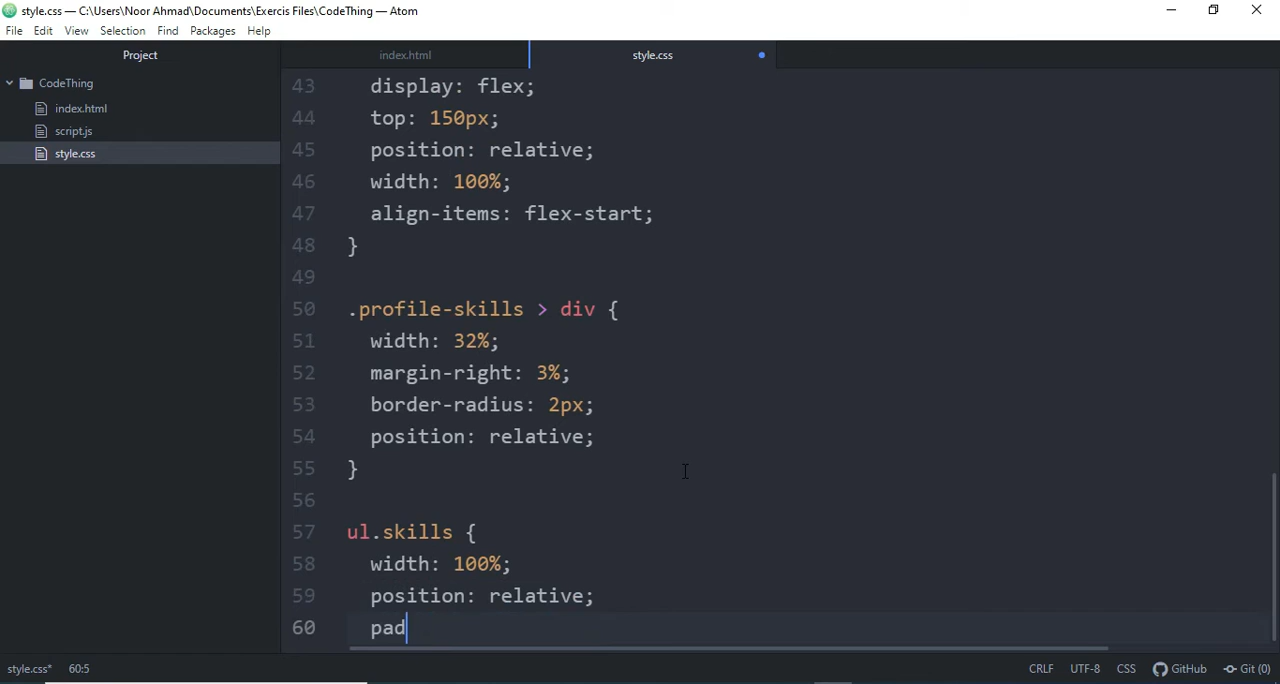 style.css — C:\Users\Noor Ahmad\Documents\Exercis Files\CodeThing — Atom
File Edit View Selection Find Packages Help
Project
index.html
style.css
CodeThing
index.html
script.js
style.css
43 display: flex;
44 top: 150px;
45 position: relative;
46 width: 100%;
47 align-items: flex-start;
48 }
49
50 .profile-skills > div {
51 width: 32%;
52 margin-right: 3%;
53 border-radius: 2px;
54 position: relative;
55 }
56
57 ul.skills {
58 width: 100%;
59 position: relative;
60 pad
style.css* 60:5 CRLF UTF-8 CSS GitHub Git (0)